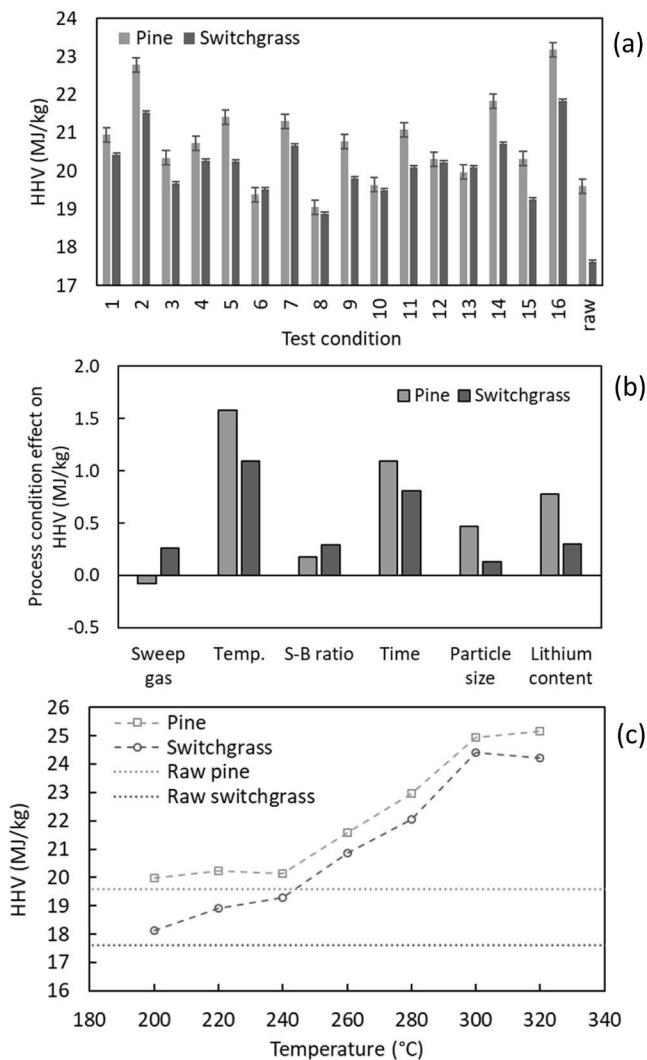 (a)
Pine Switchgrass
HHV (MJ/kg)
24
23
22
21
20
19
18
17
1 2 3 4 5 6 7 8 9 10 11 12 13 14 15 16 raw
Test condition
(b)
Pine Switchgrass
Process condition effect on
HHV (MJ/kg)
2.0
1.5
1.0
0.5
0.0
-0.5
Sweep gas
Temp.
S-B ratio
Time
Particle size
Lithium content
(c)
Pine
Switchgrass
Raw pine
Raw switchgrass
HHV (MJ/kg)
26
25
24
23
22
21
20
19
18
17
16
180 200 220 240 260 280 300 320 340
Temperature (°C)